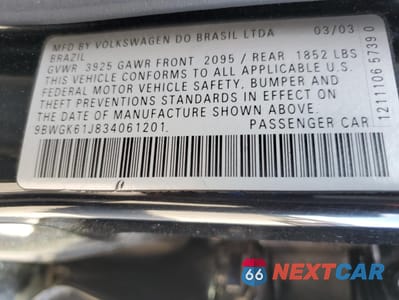 MFD BY VOLKSWAGEN DO BRASIL LTDA 03/03
BRAZIL
GVWR 3925 GAWR FRONT 2095 / REAR 1852 LBS
THIS VEHICLE CONFORMS TO ALL APPLICABLE U.S.
FEDERAL MOTOR VEHICLE SAFETY, BUMPER AND
THEFT PREVENTIONS STANDARDS IN EFFECT ON
THE DATE OF MANUFACTURE SHOWN ABOVE
9BWGK61J834061201 PASSENGER CAR
1211106 5739 0
66 NEXTCAR